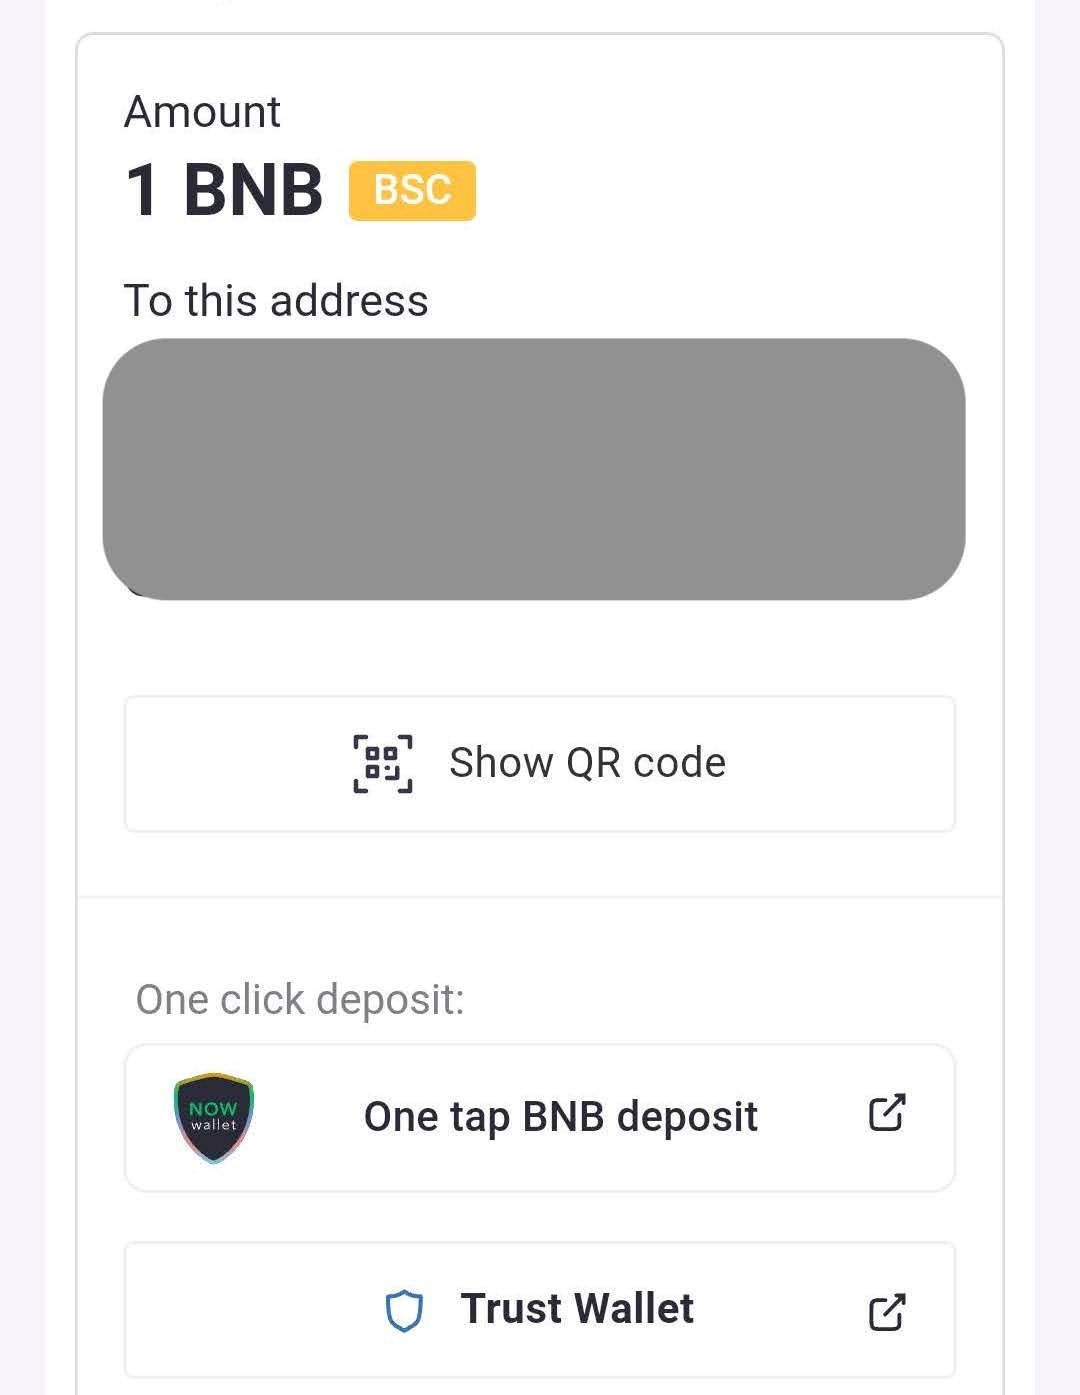 Amount
1 BNB BSC
To this address
Show QR code
One click deposit:
NOW
wallet
One tap BNB deposit
Trust Wallet